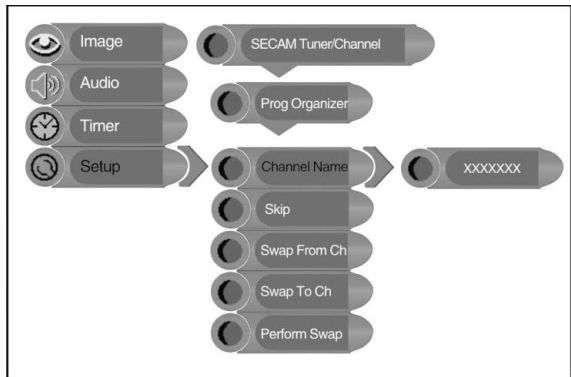 Image
SECAM Tuner/Channel
Audio
Prog Organizer
Timer
Setup
Channel Name
XXXXXXX
Skip
Swap From Ch
Swap To Ch
Perform Swap